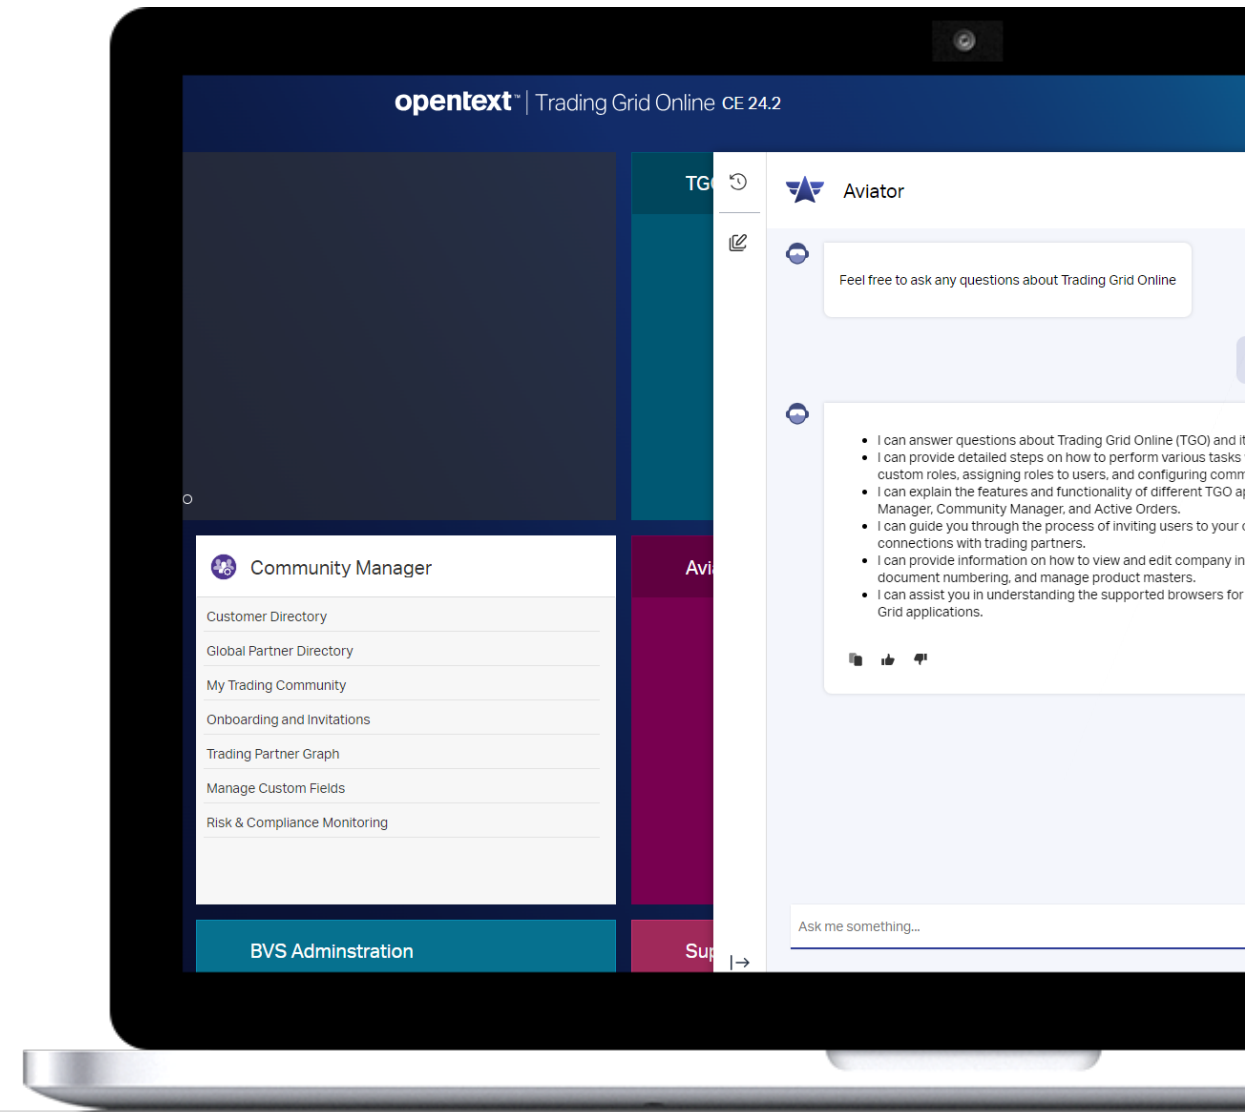 opentext™ | Trading Grid Online CE 24.2
Aviator
Feel free to ask any questions about Trading Grid Online
I can answer questions about Trading Grid Online (TGO) and
I can provide detailed steps on how to perform various tasks
custom roles, assigning roles to users, and configuring
I can explain the features and functionality of different TGO
Manager, Community Manager, and Active Orders.
I can guide you through the process of inviting users to your
connections with trading partners.
I can provide information on how to view and edit company
document numbering, and manage product masters.
I can assist you in understanding the supported browsers for
Grid applications.
Community Manager
Customer Directory
Global Partner Directory
My Trading Community
Onboarding and Invitations
Trading Partner Graph
Manage Custom Fields
Risk & Compliance Monitoring
Ask me something...
BVS Adminstration